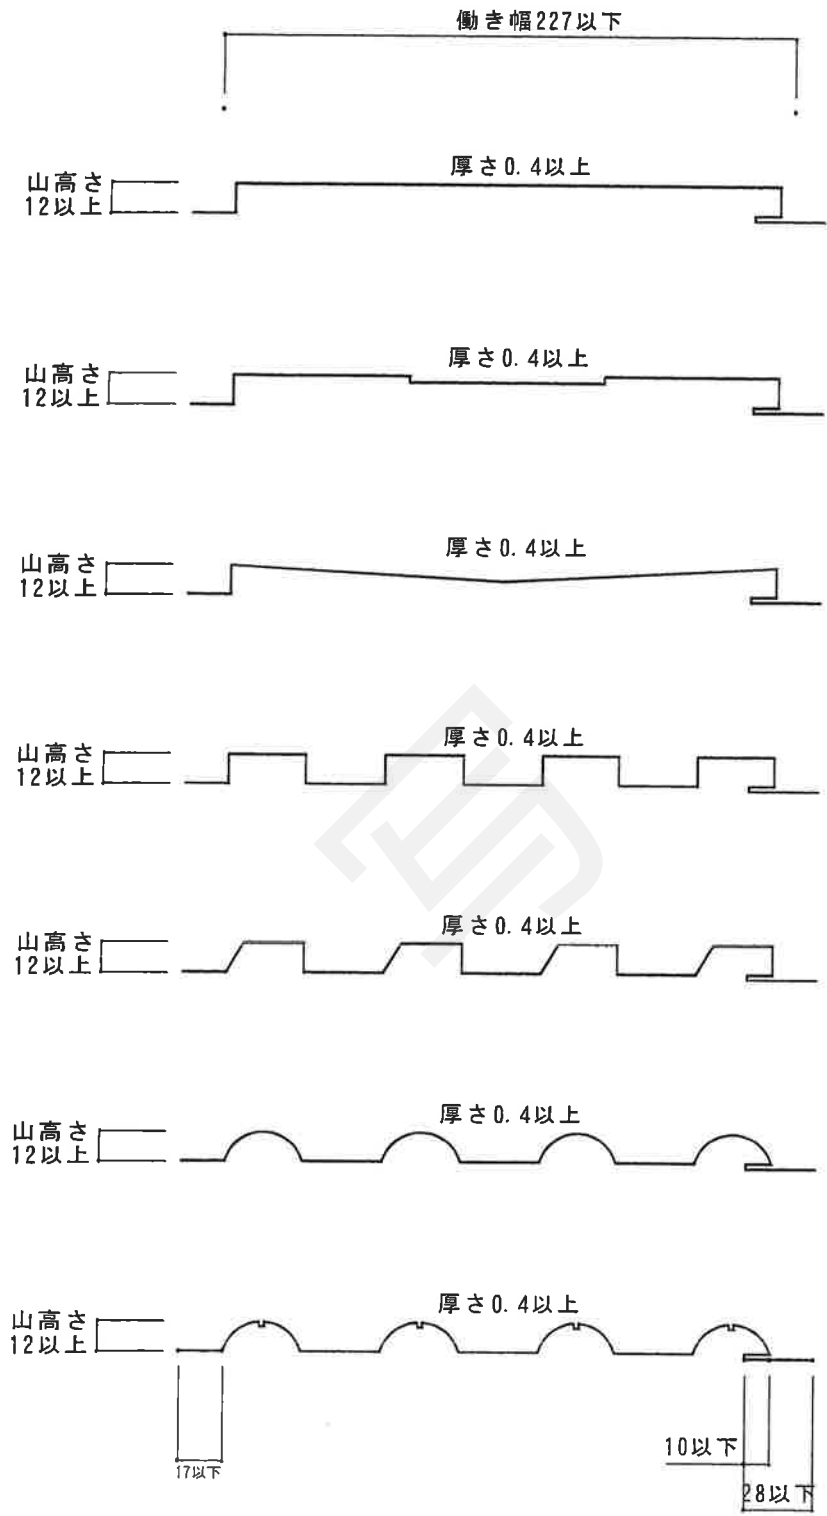 働き幅227以下
厚さ0.4以上
山高さ
12以上
厚さ0.4以上
山高さ
12以上
厚さ0.4以上
山高さ
12以上
厚さ0.4以上
山高さ
12以上
写
厚さ0.4以上
山高さ
12以上
厚さ0.4以上
山高さ
12以上
厚さ0.4以上
山高さ
12以上
10以下
17以下
28以下